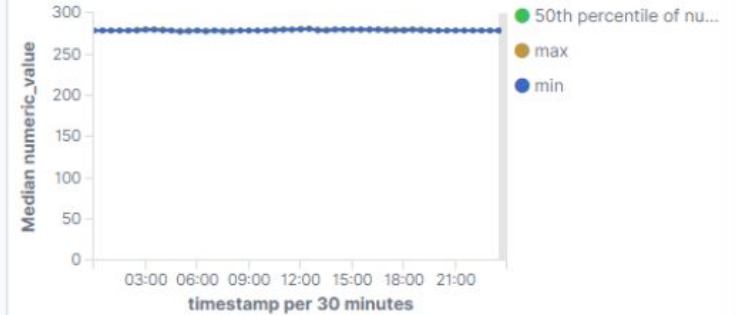 300
250
200
150
100
50
0
Median numeric_value
03:00 06:00 09:00 12:00 15:00 18:00 21:00
timestamp per 30 minutes
50th percentile of nu...
max
min